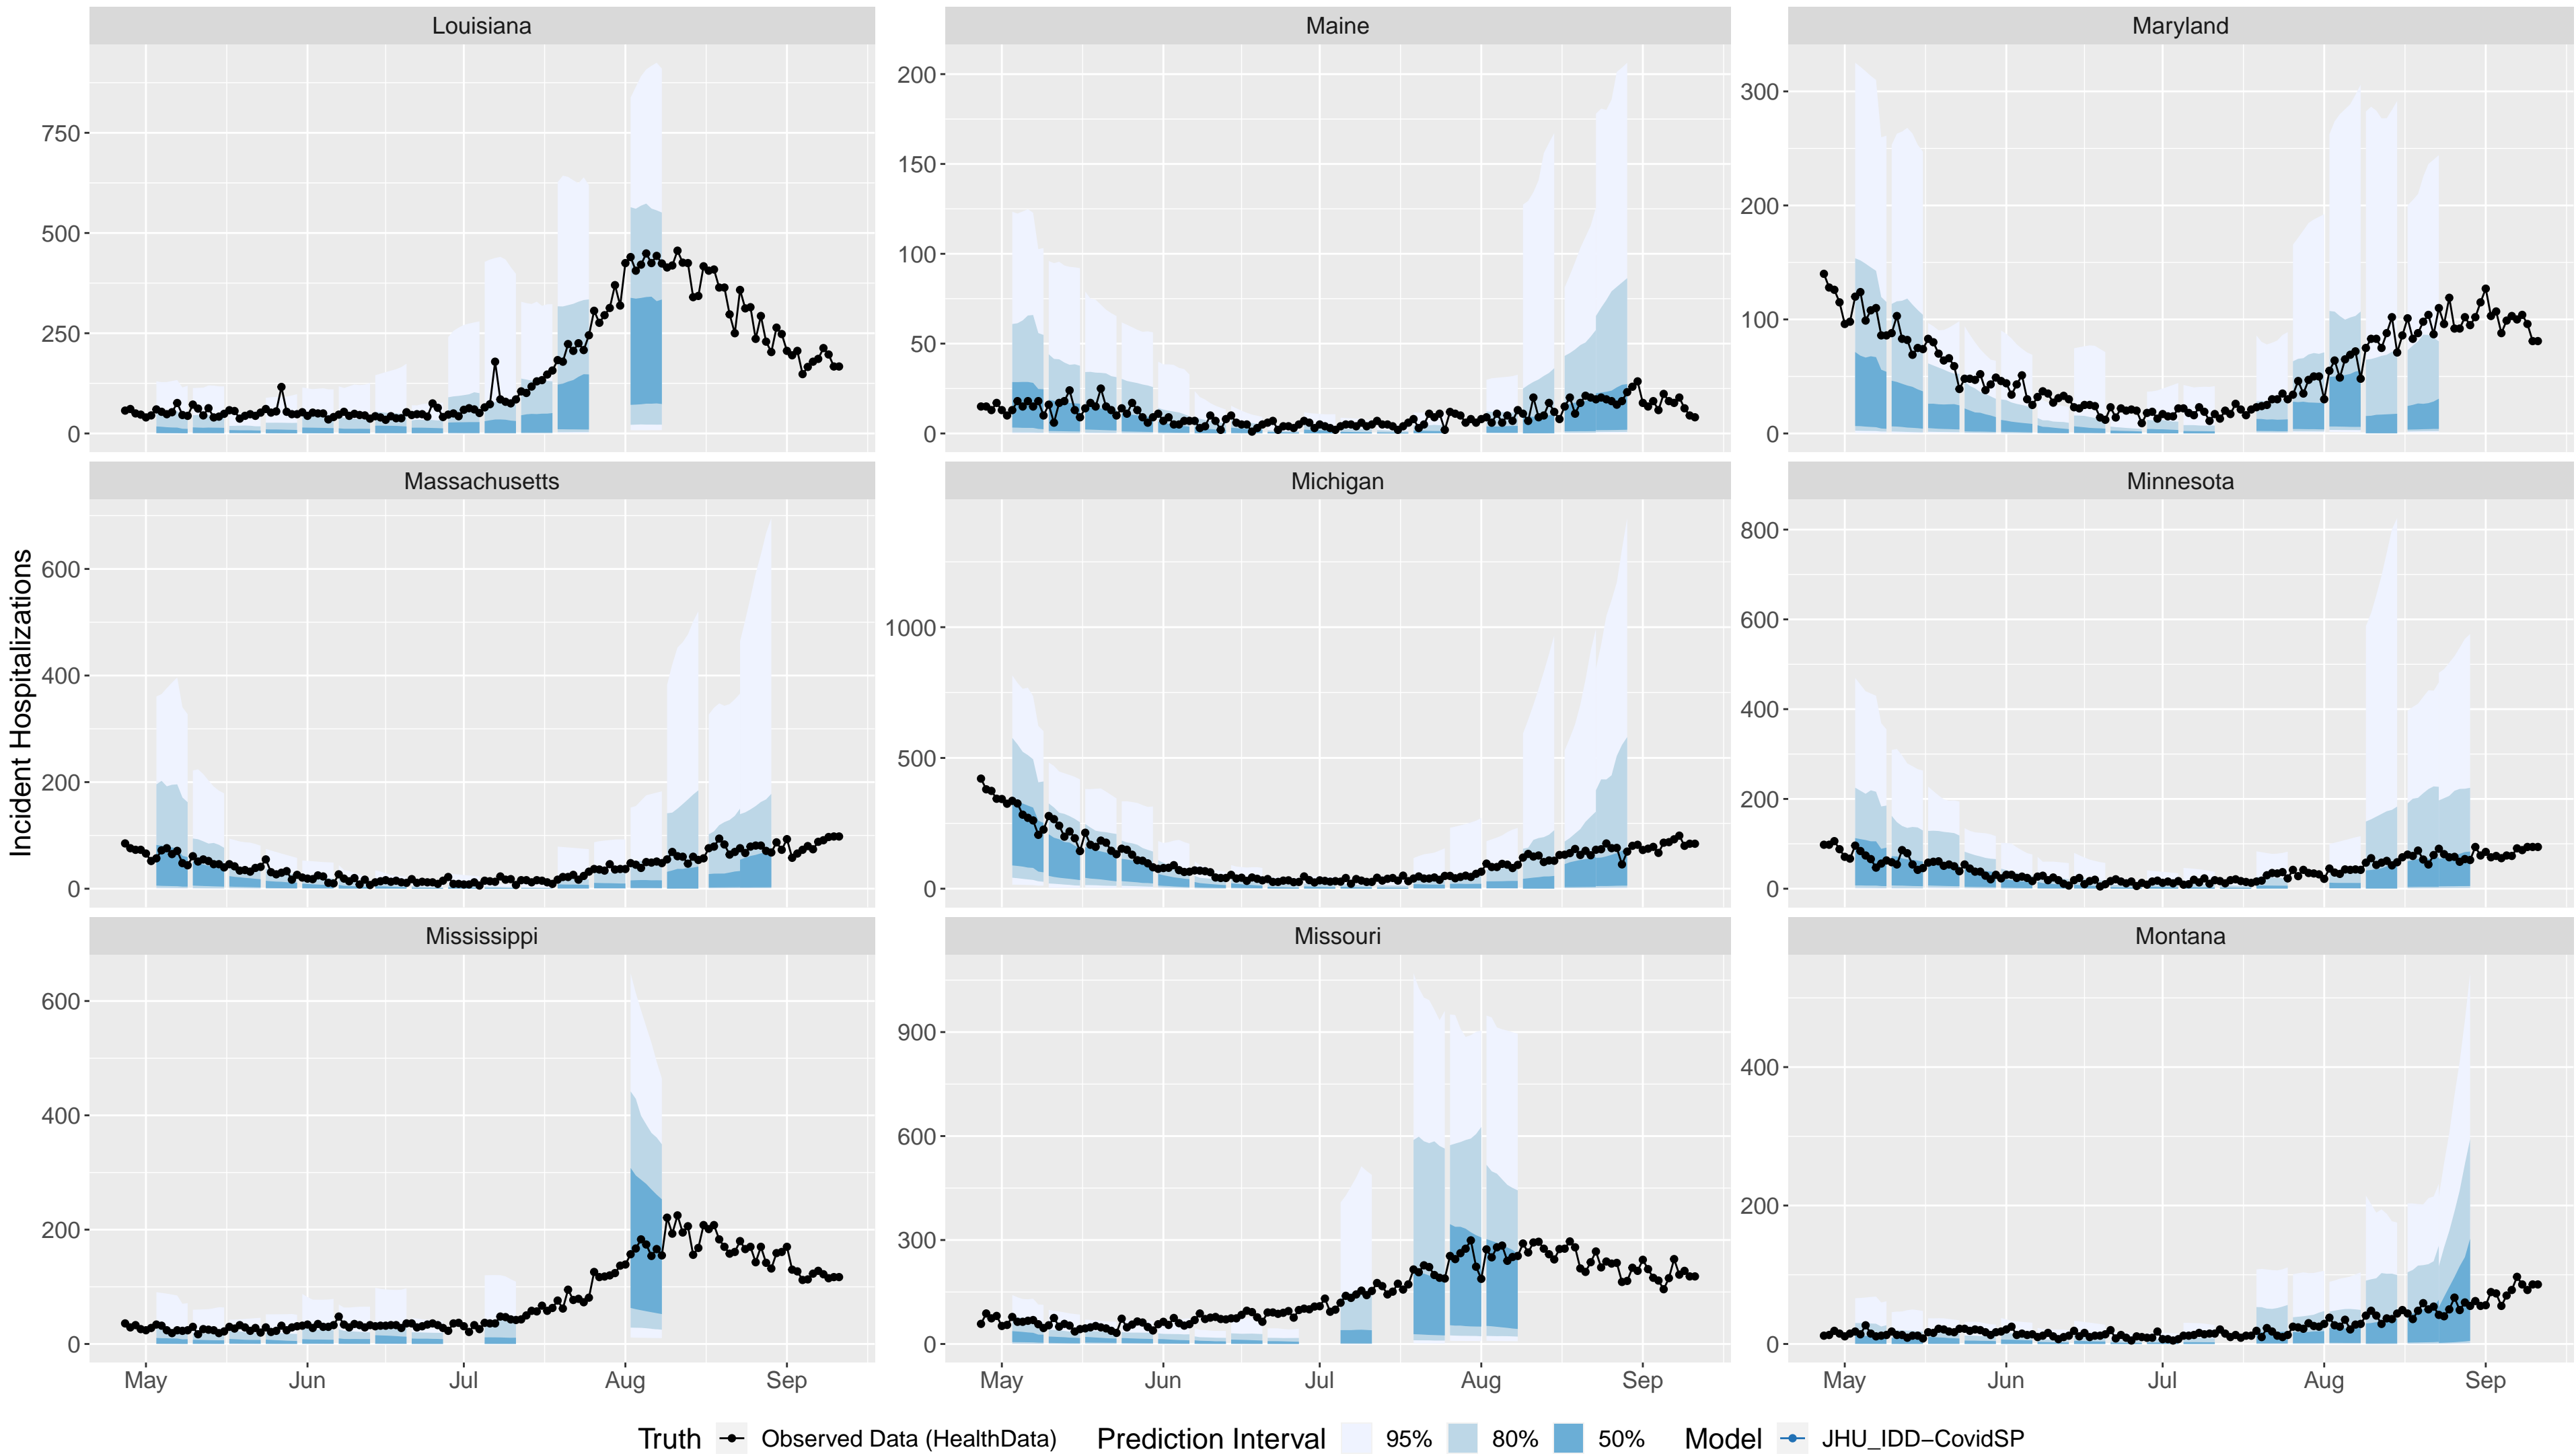 Louisiana
Maine
Maryland
750
500
250
0
200
150
100
50
0
300
200
100
0
Massachusetts
Michigan
Minnesota
Incident Hospitalizations
600
400
200
0
1000
500
0
800
600
400
200
0
Mississippi
Missouri
Montana
600
400
200
0
900
600
300
0
400
200
0
May Jun Jul Aug Sep
May Jun Jul Aug Sep
May Jun Jul Aug Sep
Truth Observed Data (HealthData) Prediction Interval 95% 80% 50% Model JHU_IDD−CovidSP